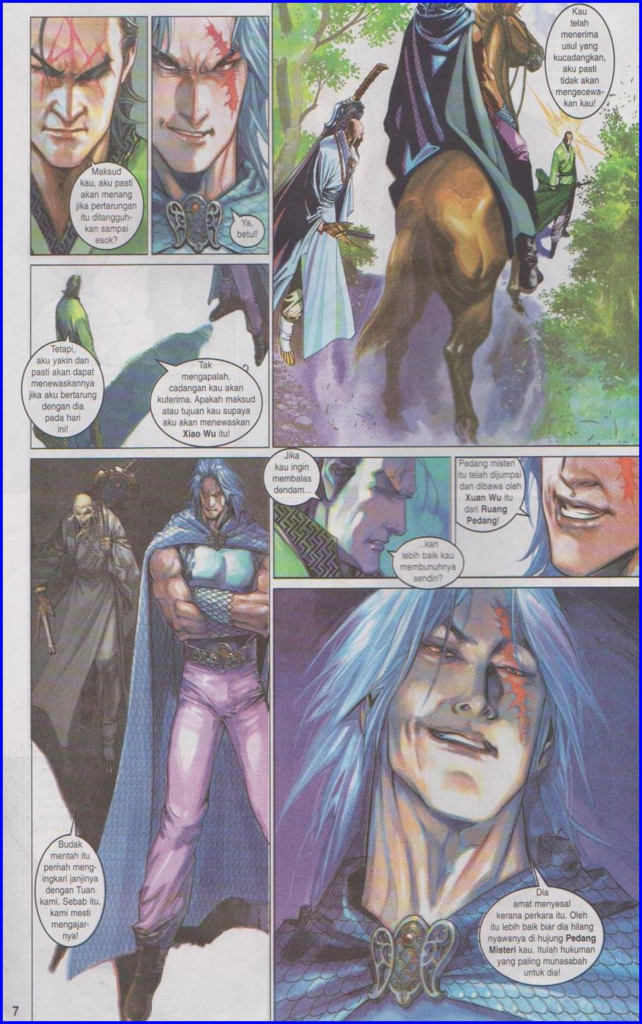 Maksud
kau, aku pasti
akan menang
jika pertarungan
itu ditangguh-
kan sampai
esok?
Ya,
betul!
Kau
telah
menerima
usul yang
kucadangkan,
aku pasti
tidak akan
mengecewa-
kan kau!
Tetapi,
aku yakin dan
pasti akan dapat
menewaskannya
jika aku bertarung
dengan dia
pada hari
ini!
Tak
mengapalah,
cadangan kau akan
kuterima. Apakah maksud
atau tujuan kau supaya
aku akan menewaskan
Xiao Wu itu!
Jika
kau ingin
membalas
dendam...
...kan
lebih baik kau
membunuhnya
sendiri?
Pedang misteri
itu telah dijumpai
dan dibawa oleh
Xuan Wu itu
dari Ruang
Pedang!
Budak
mentah itu
pernah meng-
ingkari janjinya
dengan Tuan
kami. Sebab itu,
kami mesti
mengajar-
nya!
Dia
amat menyesal
kerana perkara itu. Oleh
itu lebih baik biar dia hilang
nyawanya di hujung Pedang
Misteri kau. Itulah hukuman
yang paling munasabah
untuk dia!
7